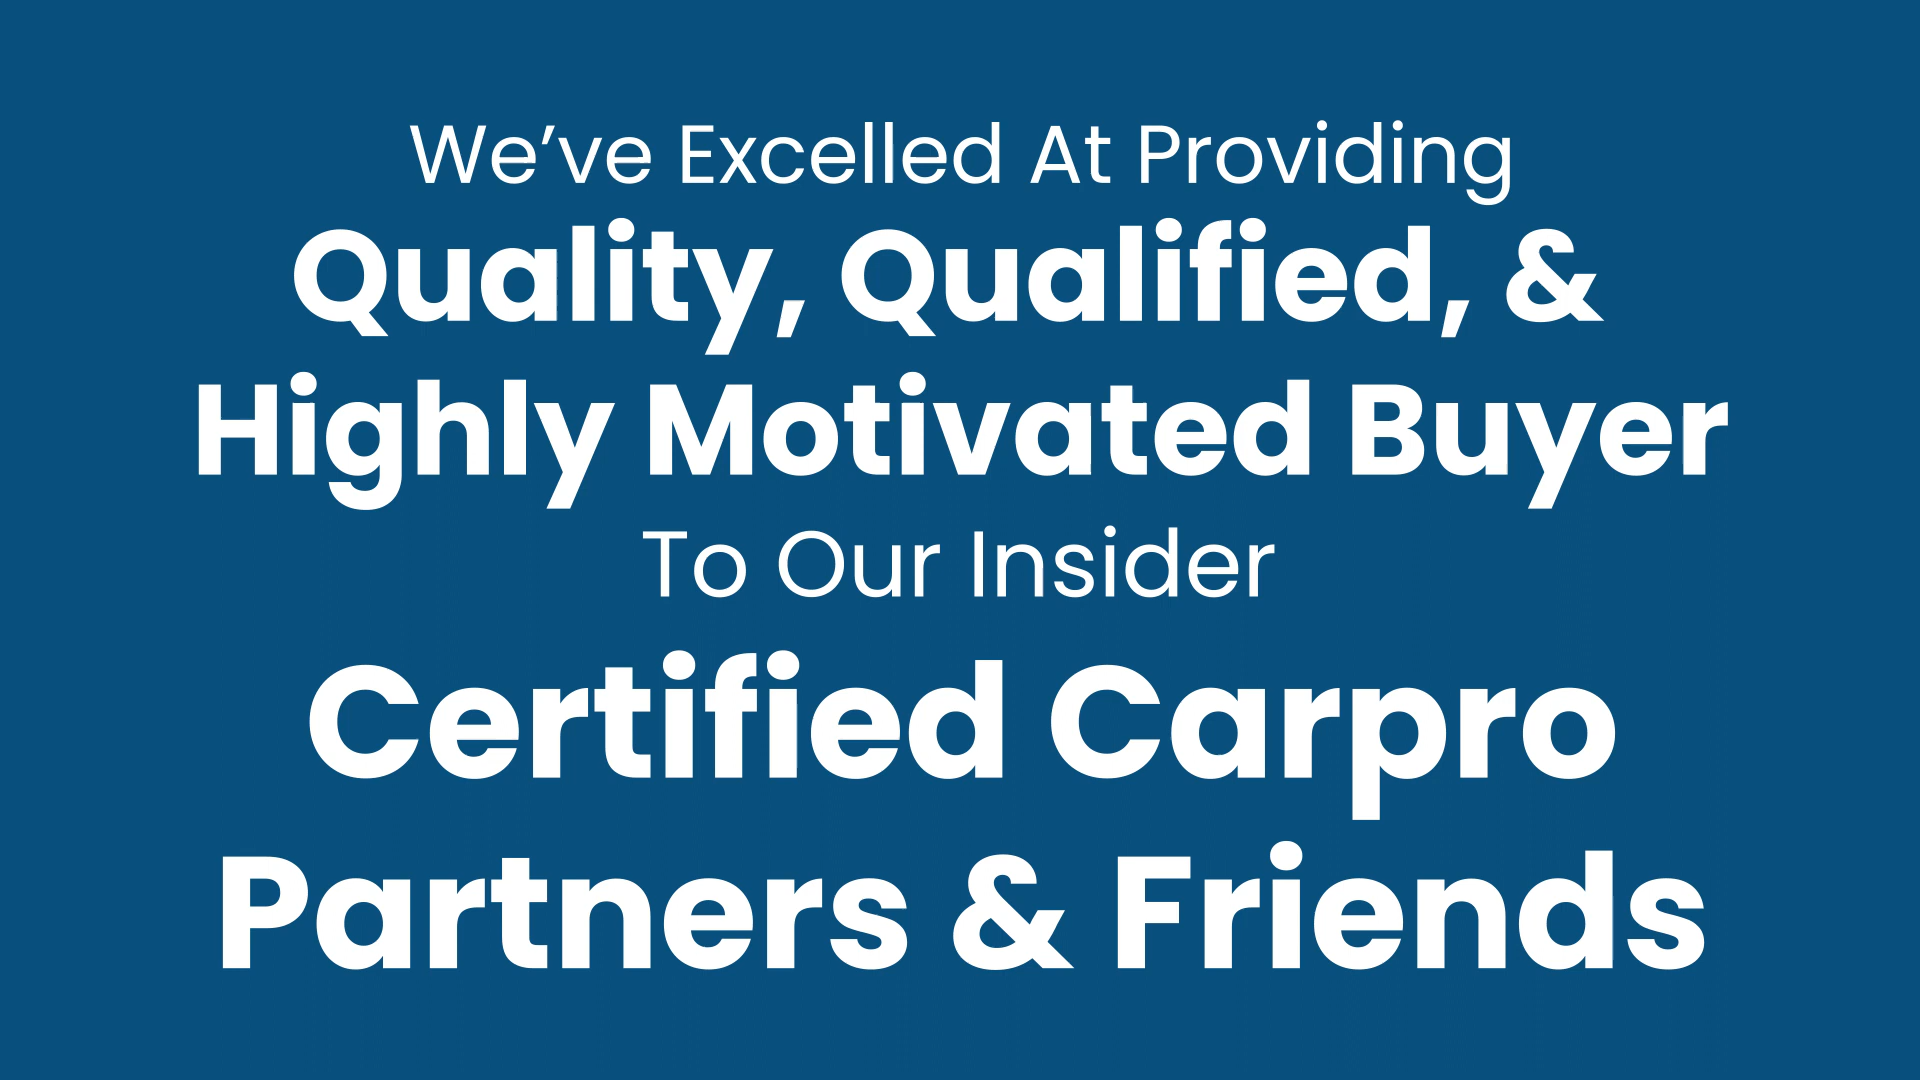 We’ve Excelled At Providing
Quality, Qualified, &
Highly Motivated Buyer
To Our Insider
Certified Carpro
Partners & Friends